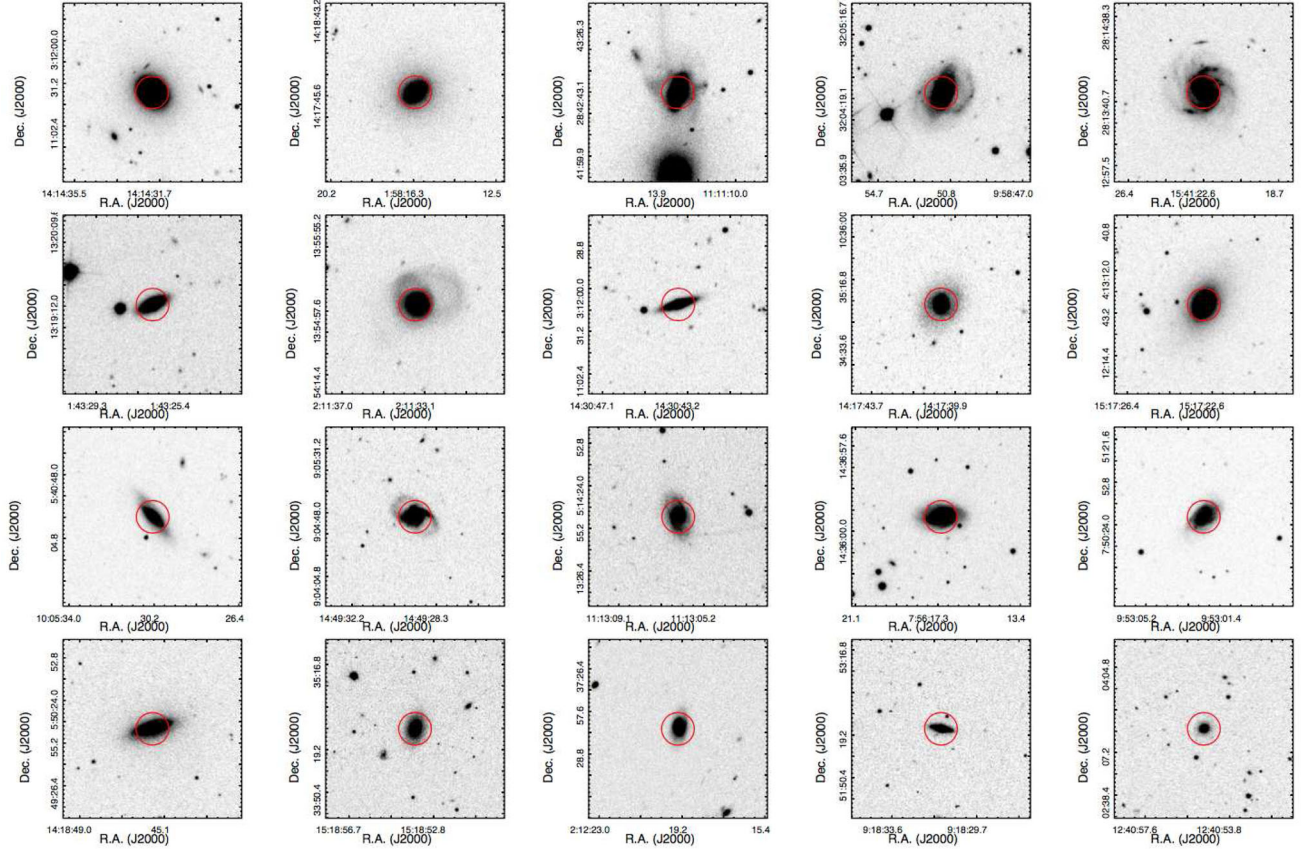 Dec. (J2000)
3:12:00.0
31.2
11:02.4
14:14:35.5 14:14:31.7
R.A. (J2000)
Dec. (J2000)
14:18:43.2
14:17:45.6
20.2 1:58:16.3 12.5
R.A. (J2000)
Dec. (J2000)
43:26.3
28:42:43.1
41:59.9
13.9 11:11:10.0
R.A. (J2000)
Dec. (J2000)
32:05:16.7
32:04:19.1
03:35.9
54.7 50.8 9:58:47.0
R.A. (J2000)
Dec. (J2000)
28:14:38.3
28:13:40.7
12:57.5
26.4 15:41:22.6 18.7
R.A. (J2000)
Dec. (J2000)
13:19:12.0
1:43:29.3 1:43:25.4
R.A. (J2000)
Dec. (J2000)
13:55:55.2
13:54:57.6
54:14.4
2:11:37.0 2:11:33.1
R.A. (J2000)
Dec. (J2000)
28.8
3:12:00.0
31.2
11:02.4
14:30:47.1 14:30:43.2
R.A. (J2000)
Dec. (J2000)
10:36:00
35:16.8
34:33.6
14:17:43.7 14:17:39.9
R.A. (J2000)
Dec. (J2000)
40.8
4:13:12.0
43.2
12:14.4
15:17:26.4 15:17:22.6
R.A. (J2000)
Dec. (J2000)
5:40:48.0
04.8
10:05:34.0 30.2 26.4
R.A. (J2000)
Dec. (J2000)
9:05:31.2
9:04:48.0
9:04:04.8
14:49:32.2 14:49:28.3
R.A. (J2000)
Dec. (J2000)
52.8
5:14:24.0
55.2
13:26.4
11:13:09.1 11:13:05.2
R.A. (J2000)
Dec. (J2000)
14:36:57.6
14:36:00
21.1 7:56:17.3 13.4
R.A. (J2000)
Dec. (J2000)
51:21.6
52.8
7:50:24.0
9:53:05.2 9:53:01.4
R.A. (J2000)
Dec. (J2000)
52.8
5:50:24.0
55.2
49:26.4
14:18:49.0 45.1
R.A. (J2000)
Dec. (J2000)
35:16.8
19.2
33:50.4
15:18:56.7 15:18:52.8
R.A. (J2000)
Dec. (J2000)
37:26.4
57.6
28.8
2:12:23.0 19.2 15.4
R.A. (J2000)
Dec. (J2000)
53:16.8
19.2
51:50.4
9:18:33.6 9:18:29.7
R.A. (J2000)
Dec. (J2000)
04:04.8
07.2
02:38.4
12:40:57.6 12:40:53.8
R.A. (J2000)